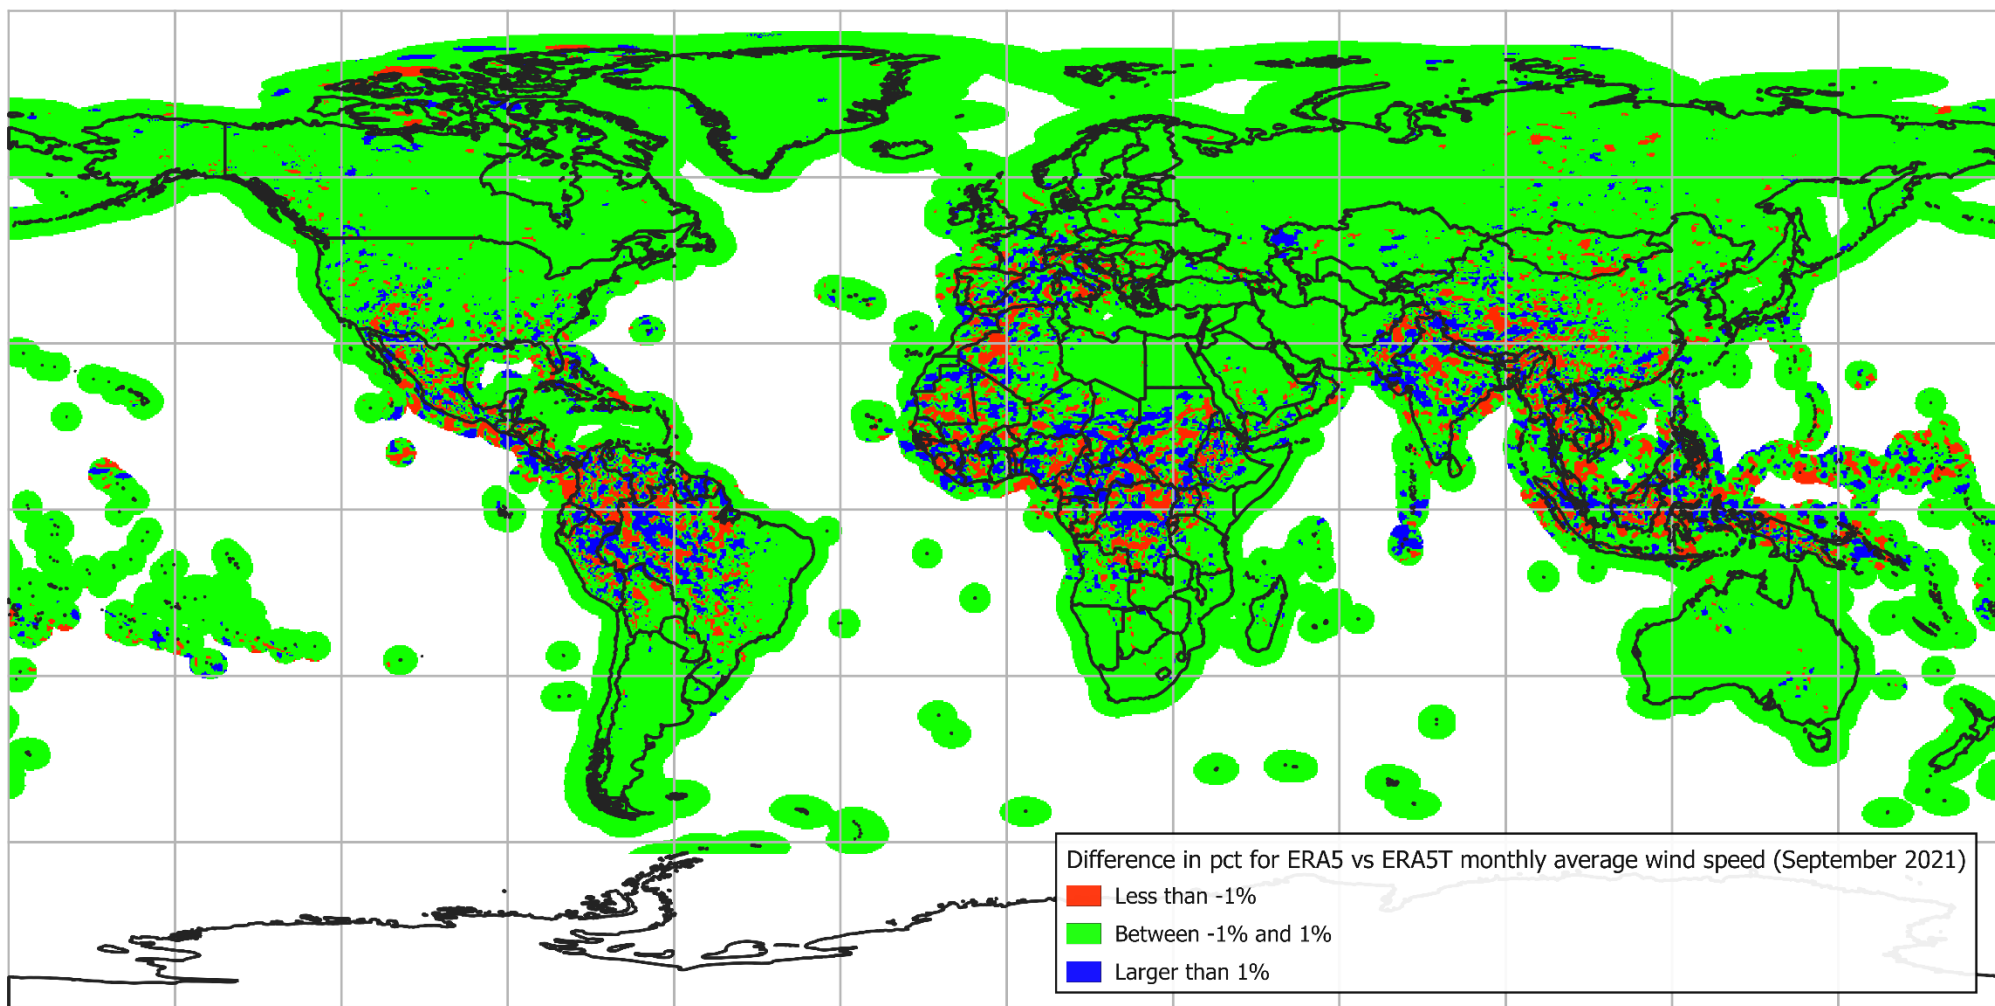 Difference in pct for ERA5 vs ERA5T monthly average wind speed (September 2021)
Less than -1%
Between -1% and 1%
Larger than 1%